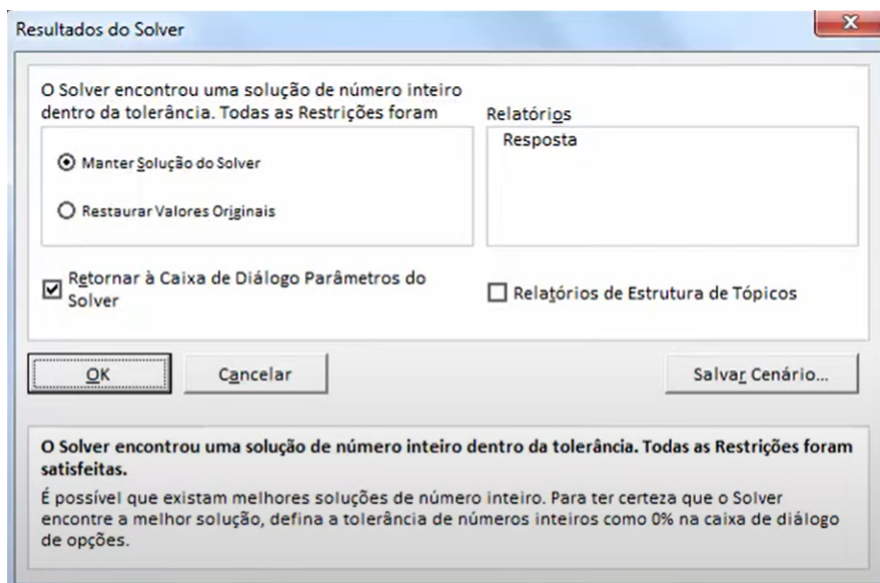 Resultados do Solver
O Solver encontrou uma solução de número inteiro
dentro da tolerância. Todas as Restrições foram
Relatórios
Resposta
Manter Solução do Solver
Restaurar Valores Originais
Retornar à Caixa de Diálogo Parâmetros do
Solver
Relatórios de Estrutura de Tópicos
OK
Cancelar
Salvar Cenário...
O Solver encontrou uma solução de número inteiro dentro da tolerância. Todas as Restrições foram
satisfeitas.
É possível que existam melhores soluções de número inteiro. Para ter certeza que o Solver
encontre a melhor solução, defina a tolerância de números inteiros como 0% na caixa de diálogo
de opções.